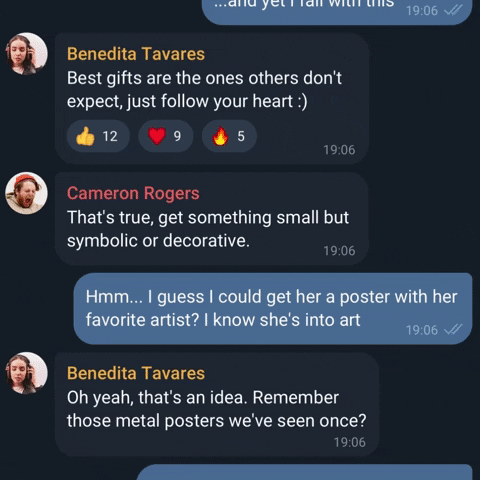 ...and yet I fail with this 19:06
Benedita Tavares
Best gifts are the ones others don't
expect, just follow your heart :)
👍 12 ❤️ 9 🔥 5
19:06
Cameron Rogers
That's true, get something small but
symbolic or decorative.
19:06
Hmm... I guess I could get her a poster with her
favorite artist? I know she's into art
19:06
Benedita Tavares
Oh yeah, that's an idea. Remember
those metal posters we've seen once?
19:06